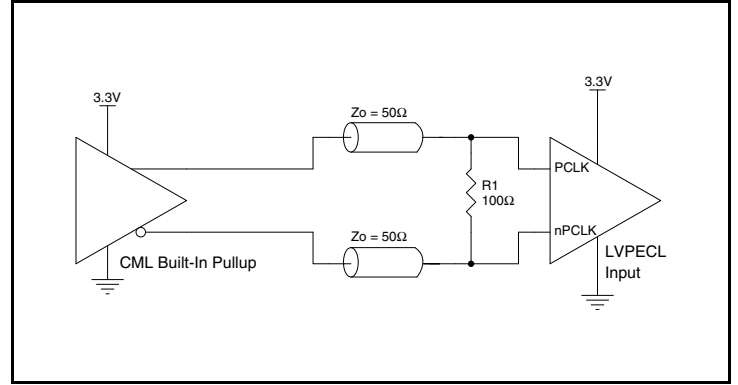 3.3V
3.3V
Zo = 50Ω
PCLK
R1
100Ω
nPCLK
Zo = 50Ω
CML Built-In Pullup
LVPECL
Input